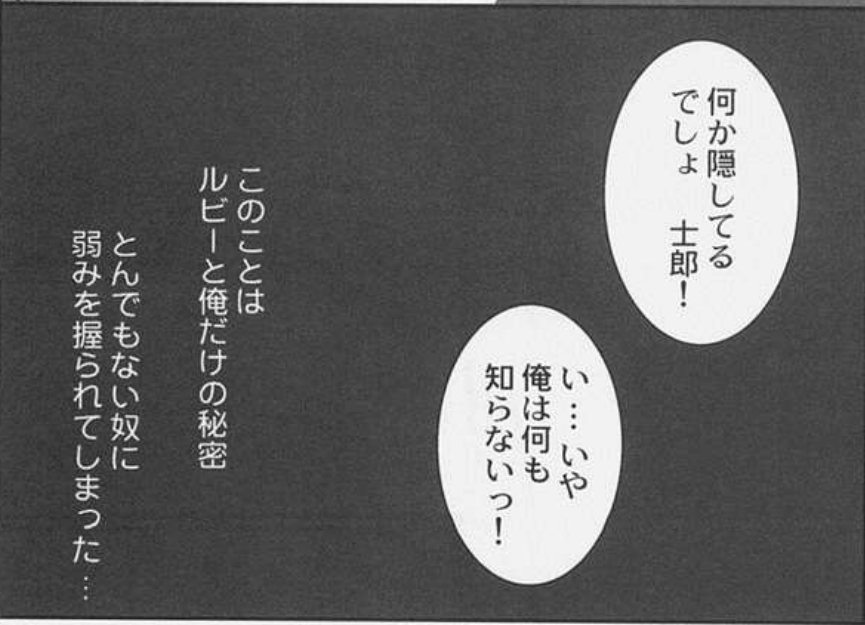 何か隠してる
でしょ　士郎！
い…いや
俺は何も
知らないっ！
このことは
ルビーと俺だけの秘密
とんでもない奴に
弱みを握られてしまった…